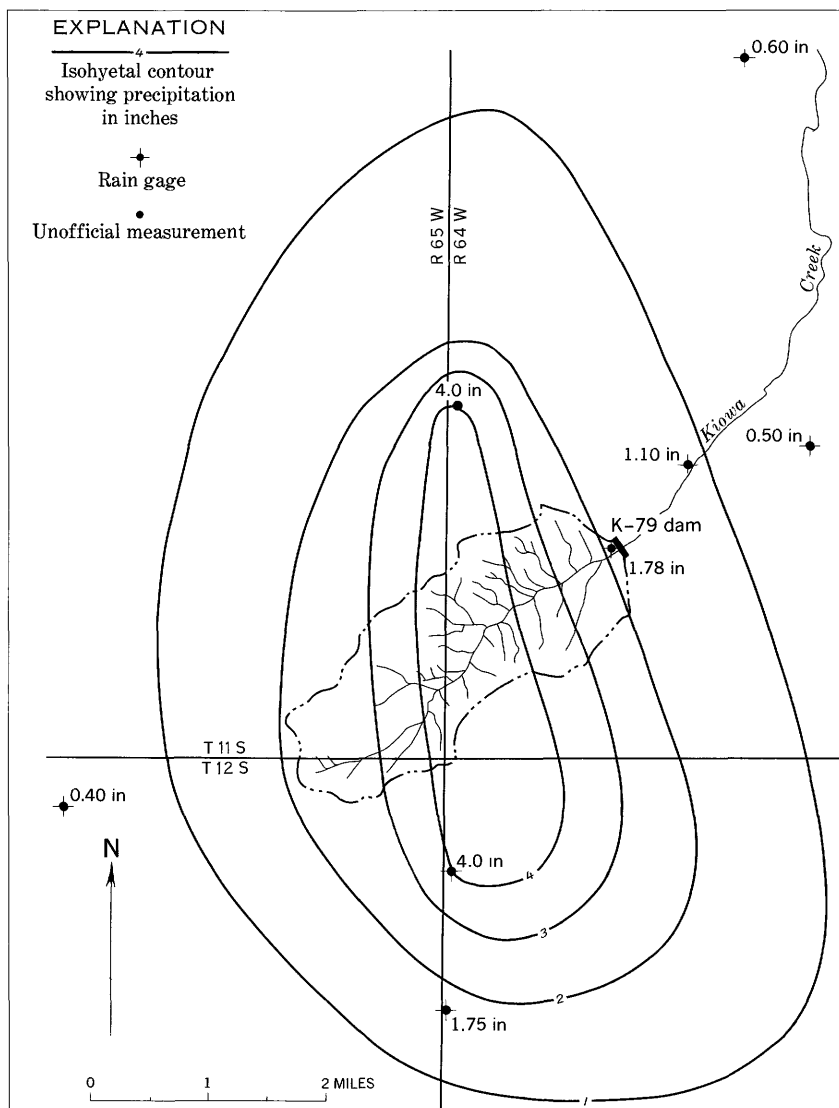 EXPLANATION
4
Isohyetal contour
showing precipitation
in inches
Rain gage
Unofficial measurement
0.60 in
R 65 W
R 64 W
Creek
Kiowa
4.0 in
0.50 in
1.10 in
K-79 dam
1.78 in
T 11 S
T 12 S
0.40 in
N
4.0 in
4
3
2
1.75 in
0 1 2 MILES
1